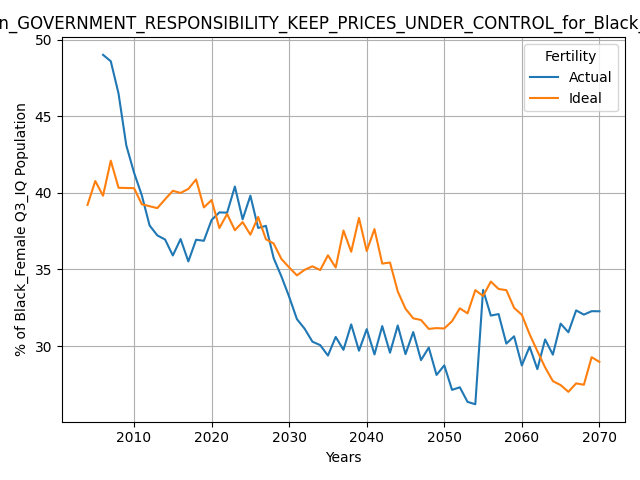 n_GOVERNMENT_RESPONSIBILITY_KEEP_PRICES_UNDER_CONTROL_for_Black_
Fertility
Actual
Ideal
% of Black_Female Q3_IQ Population
50
45
40
35
30
2010 2020 2030 2040 2050 2060 2070
Years